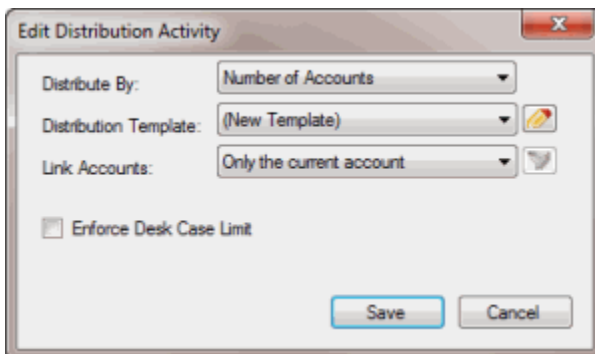 Edit Distribution Activity
Distribute By: Number of Accounts
Distribution Template: (New Template)
Link Accounts: Only the current account
Enforce Desk Case Limit
Save Cancel